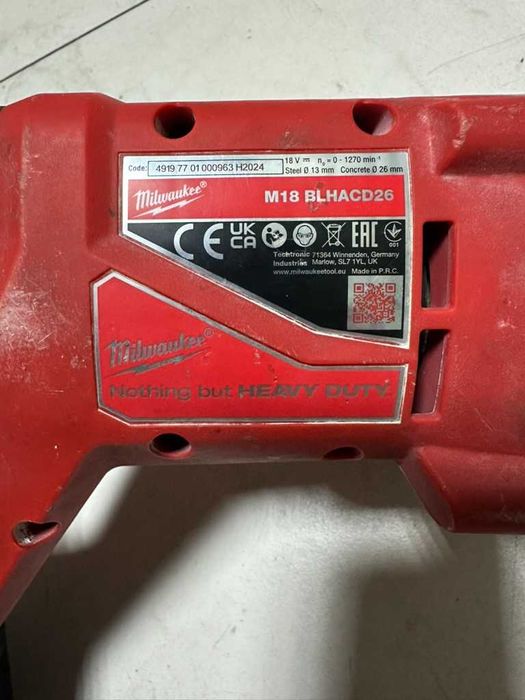 Code: 4919 77 01 000963 H2024
18 V ⎓ n₀ = 0 - 1270 min⁻¹
Steel Ø 13 mm Concrete Ø 26 mm
Milwaukee®
M18 BLHACD26
CE UK CA EAC 001
Techtronic Industries
71364 Winnenden, Germany
Marlow, SL7 1YL, UK
www.milwaukeetool.eu Made in P.R.C.
Milwaukee®
Nothing but HEAVY DUTY.